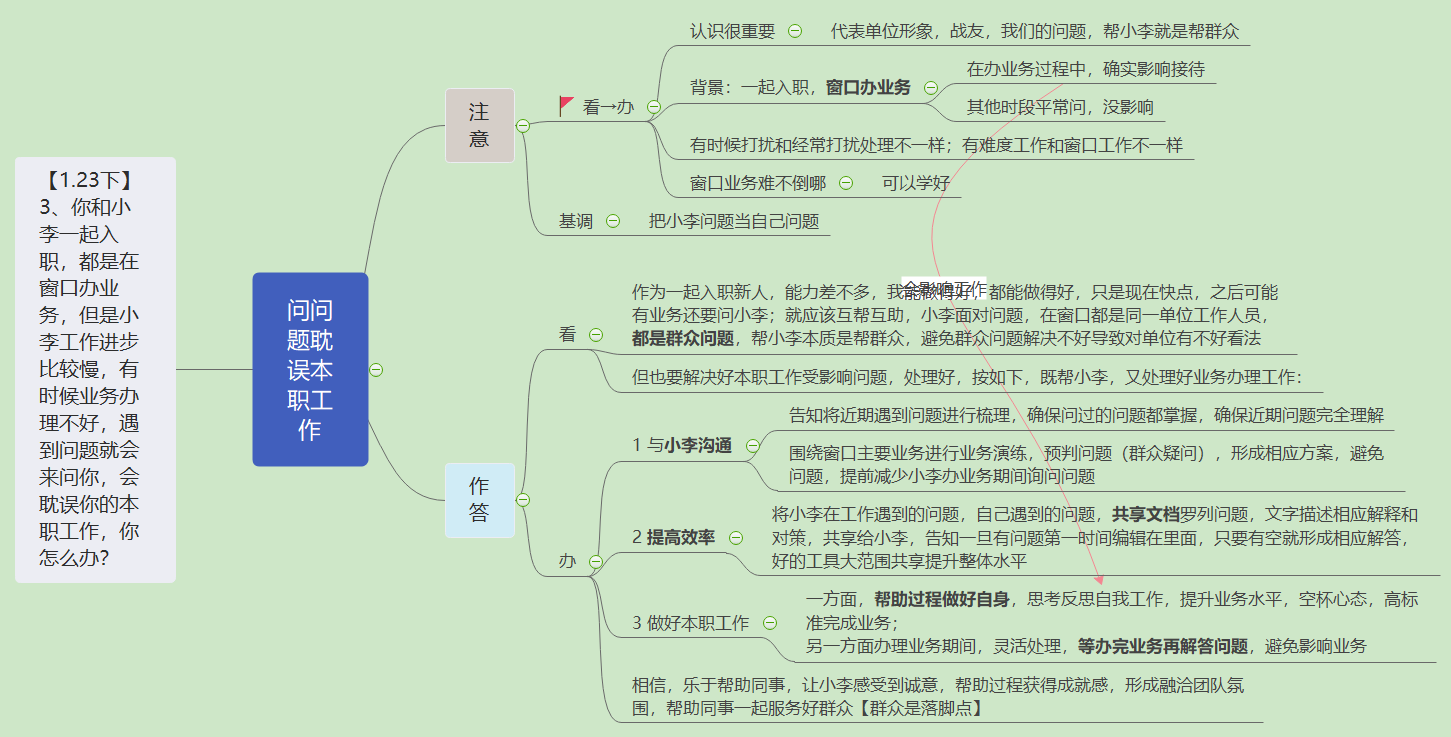 【1.23下】
3、你和小
李一起入
职，都是在
窗口办业
务，但是小
李工作进步
比较慢，有
时候业务办
理不好，遇
到问题就会
来问你，会
耽误你的本
职工作，你
怎么办？
问问
题耽
误本
职工
作
注
意
看→办
认识很重要
代表单位形象，战友，我们的问题，帮小李就是帮群众
背景：一起入职，窗口办业务
在办业务过程中，确实影响接待
其他时段平常问，没影响
有时候打扰和经常打扰处理不一样；有难度工作和窗口工作不一样
窗口业务难不倒哪
可以学好
基调
把小李问题当自己问题
会影响工作
作
答
看
作为一起入职新人，能力差不多，我能做得好，都能做得好，只是现在快点，之后可能
有业务还要问小李；就应该互帮互助，小李面对问题，在窗口都是同一单位工作人员，
都是群众问题，帮小李本质是帮群众，避免群众问题解决不好导致对单位有不好看法
但也要解决好本职工作受影响问题，处理好，按如下，既帮小李，又处理好业务办理工作：
办
1 与小李沟通
告知将近期遇到问题进行梳理，确保问过的问题都掌握，确保近期问题完全理解
围绕窗口主要业务进行业务演练，预判问题（群众疑问），形成相应方案，避免
问题，提前减少小李办业务期间询问问题
2 提高效率
将小李在工作遇到的问题，自己遇到的问题，共享文档罗列问题，文字描述相应解释和
对策，共享给小李，告知一旦有问题第一时间编辑在里面，只要有空就形成相应解答，
好的工具大范围共享提升整体水平
3 做好本职工作
一方面，帮助过程做好自身，思考反思自我工作，提升业务水平，空杯心态，高标
准完成业务；
另一方面办理业务期间，灵活处理，等办完业务再解答问题，避免影响业务
相信，乐于帮助同事，让小李感受到诚意，帮助过程获得成就感，形成融洽团队氛
围，帮助同事一起服务好群众【群众是落脚点】